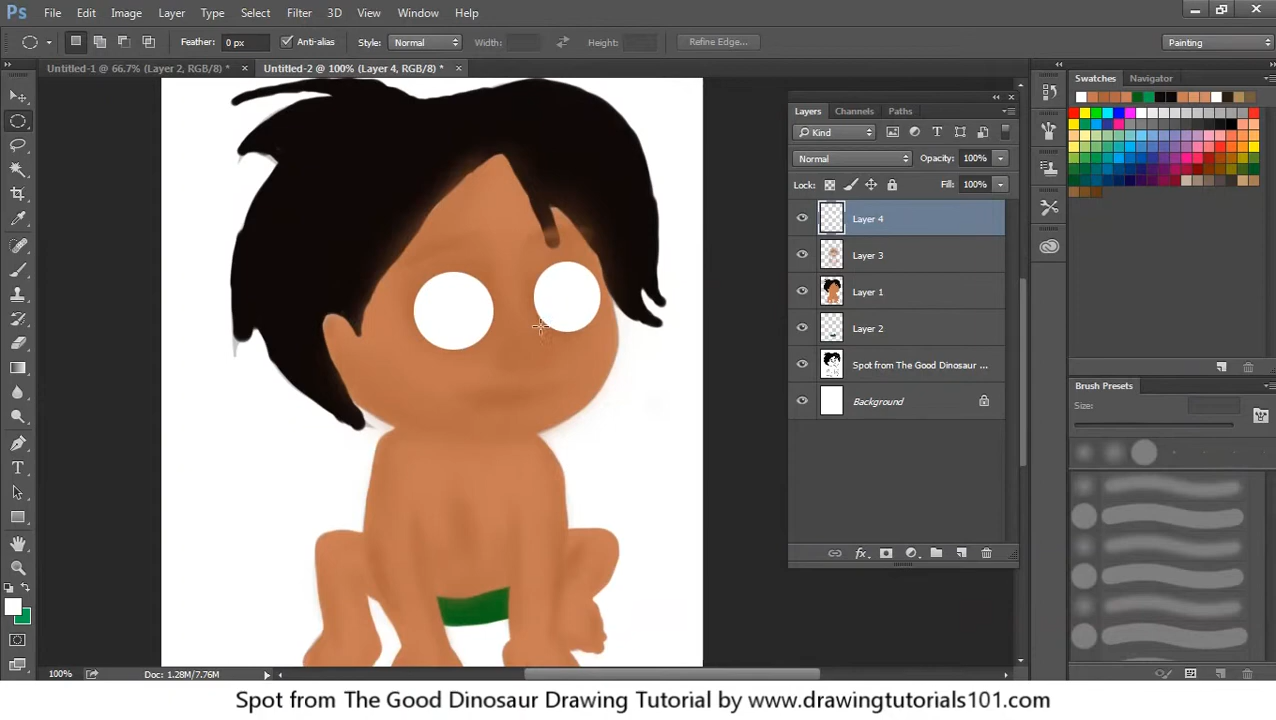 Ps File Edit Image Layer Type Select Filter 3D View Window Help
Feather: 0 px Anti-alias Style: Normal Width: Height: Refine Edge... Painting
Untitled-1 @ 66.7% (Layer 2, RGB/8) * × Untitled-2 @ 100% (Layer 4, RGB/8) * ×
Swatches Navigator
Layers Channels Paths
Kind
Normal Opacity: 100%
Lock: Fill: 100%
Layer 4
Layer 3
Layer 1
Layer 2
Spot from The Good Dinosaur ...
Background
Brush Presets
Size:
fx
100% Doc: 1.28M/7.76M
Spot from The Good Dinosaur Drawing Tutorial by www.drawingtutorials101.com